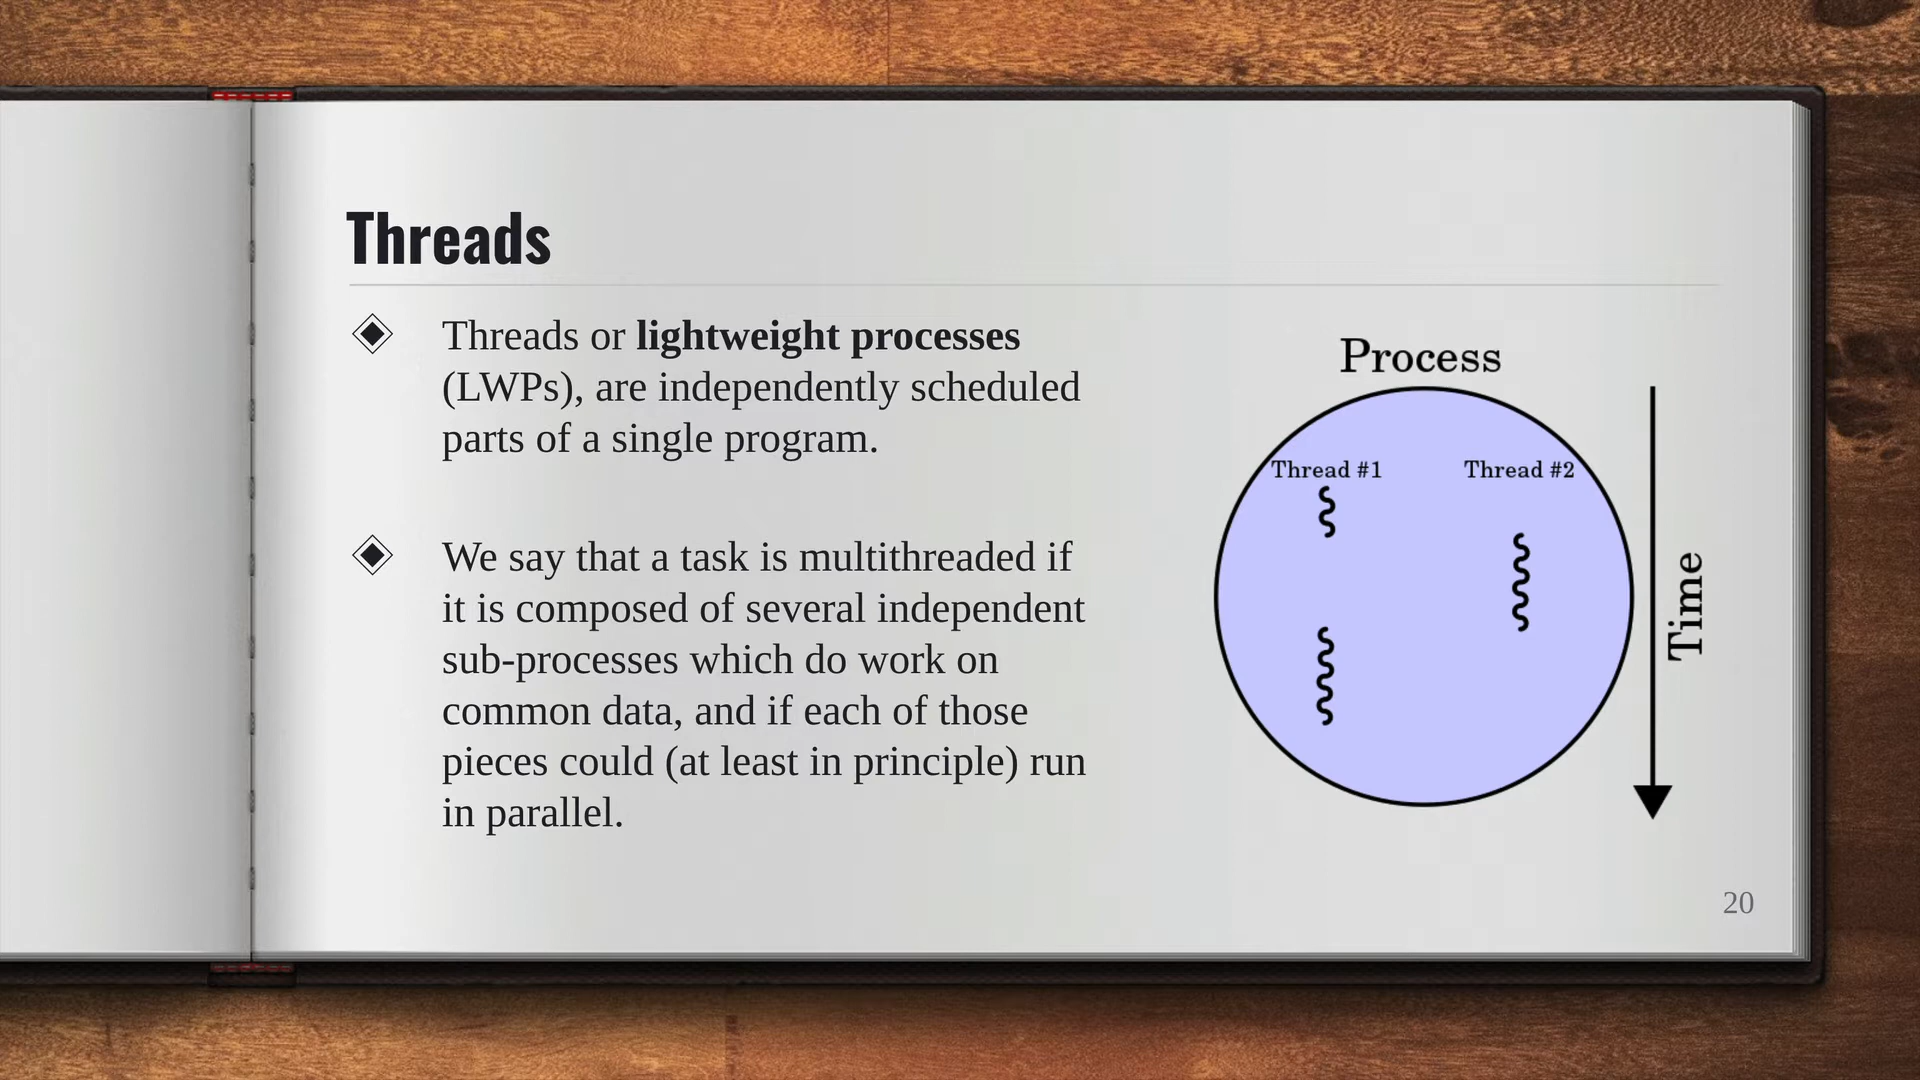 Threads
Threads or lightweight processes
(LWPs), are independently scheduled
parts of a single program.
We say that a task is multithreaded if
it is composed of several independent
sub-processes which do work on
common data, and if each of those
pieces could (at least in principle) run
in parallel.
Process
Thread #1
Thread #2
Time
20